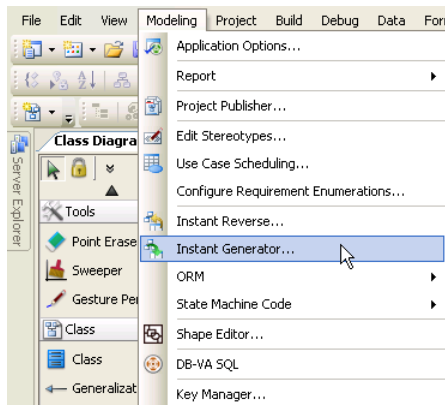 File Edit View Modeling Project Build Debug Data
Application Options...
Report
Project Publisher...
Edit Stereotypes...
Use Case Scheduling...
Configure Requirement Enumerations...
Instant Reverse...
Instant Generator...
ORM
State Machine Code
Shape Editor...
DB-VA SQL
Key Manager...
Server Explorer
Class Diagra
Tools
Point Erase
Sweeper
Gesture Pe
Class
Class
Generalizat